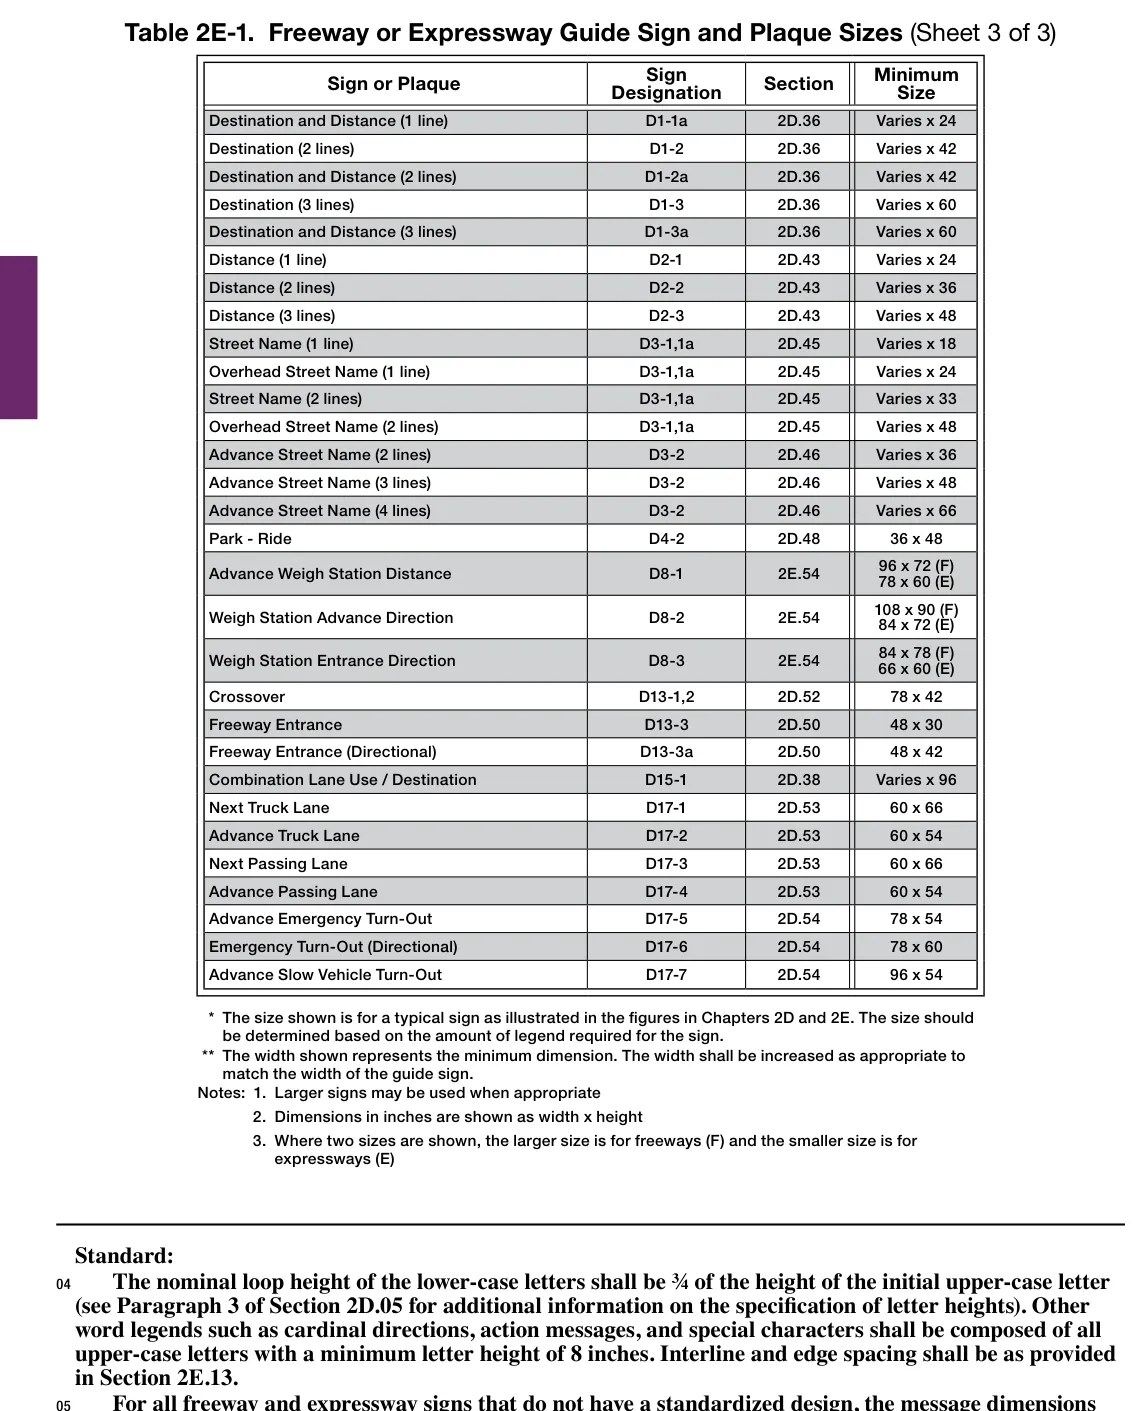 Table 2E-1. Freeway or Expressway Guide Sign and Plaque Sizes (Sheet 3 of 3)
Sign or Plaque Sign Designation Section Minimum Size
Destination and Distance (1 line) D1-1a 2D.36 Varies x 24
Destination (2 lines) D1-2 2D.36 Varies x 42
Destination and Distance (2 lines) D1-2a 2D.36 Varies x 42
Destination (3 lines) D1-3 2D.36 Varies x 60
Destination and Distance (3 lines) D1-3a 2D.36 Varies x 60
Distance (1 line) D2-1 2D.43 Varies x 24
Distance (2 lines) D2-2 2D.43 Varies x 36
Distance (3 lines) D2-3 2D.43 Varies x 48
Street Name (1 line) D3-1,1a 2D.45 Varies x 18
Overhead Street Name (1 line) D3-1,1a 2D.45 Varies x 24
Street Name (2 lines) D3-1,1a 2D.45 Varies x 33
Overhead Street Name (2 lines) D3-1,1a 2D.45 Varies x 48
Advance Street Name (2 lines) D3-2 2D.46 Varies x 36
Advance Street Name (3 lines) D3-2 2D.46 Varies x 48
Advance Street Name (4 lines) D3-2 2D.46 Varies x 66
Park - Ride D4-2 2D.48 36 x 48
Advance Weigh Station Distance D8-1 2E.54 96 x 72 (F)
78 x 60 (E)
Weigh Station Advance Direction D8-2 2E.54 108 x 90 (F)
84 x 72 (E)
Weigh Station Entrance Direction D8-3 2E.54 84 x 78 (F)
66 x 60 (E)
Crossover D13-1,2 2D.52 78 x 42
Freeway Entrance D13-3 2D.50 48 x 30
Freeway Entrance (Directional) D13-3a 2D.50 48 x 42
Combination Lane Use / Destination D15-1 2D.38 Varies x 96
Next Truck Lane D17-1 2D.53 60 x 66
Advance Truck Lane D17-2 2D.53 60 x 54
Next Passing Lane D17-3 2D.53 60 x 66
Advance Passing Lane D17-4 2D.53 60 x 54
Advance Emergency Turn-Out D17-5 2D.54 78 x 54
Emergency Turn-Out (Directional) D17-6 2D.54 78 x 60
Advance Slow Vehicle Turn-Out D17-7 2D.54 96 x 54
* The size shown is for a typical sign as illustrated in the figures in Chapters 2D and 2E. The size should
be determined based on the amount of legend required for the sign.
** The width shown represents the minimum dimension. The width shall be increased as appropriate to
match the width of the guide sign.
Notes: 1. Larger signs may be used when appropriate
2. Dimensions in inches are shown as width x height
3. Where two sizes are shown, the larger size is for freeways (F) and the smaller size is for
expressways (E)
Standard:
04 The nominal loop height of the lower-case letters shall be ¾ of the height of the initial upper-case letter
(see Paragraph 3 of Section 2D.05 for additional information on the specification of letter heights). Other
word legends such as cardinal directions, action messages, and special characters shall be composed of all
upper-case letters with a minimum letter height of 8 inches. Interline and edge spacing shall be as provided
in Section 2E.13.
05 For all freeway and expressway signs that do not have a standardized design, the message dimensions